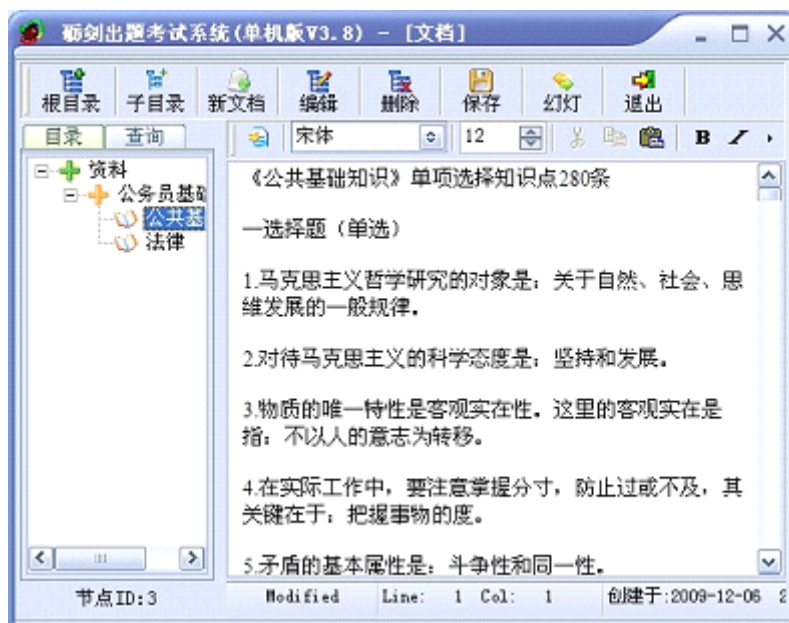 砺剑出题考试系统(单机版V3.8) - [文档]
根目录 子目录 新文档 编辑 删除 保存 幻灯 退出
目录 查询 宋体 12 B I
资料
公务员基础
公共基
法律
《公共基础知识》单项选择知识点280条
一选择题（单选）
1.马克思主义哲学研究的对象是：关于自然、社会、思
维发展的一般规律。
2.对待马克思主义的科学态度是：坚持和发展。
3.物质的唯一特性是客观实在性。这里的客观实在是
指：不以人的意志为转移。
4.在实际工作中，要注意掌握分寸，防止过或不及，其
关键在于：把握事物的度。
5.矛盾的基本属性是：斗争性和同一性。
节点ID:3 Modified Line: 1 Col: 1 创建于:2009-12-06 2